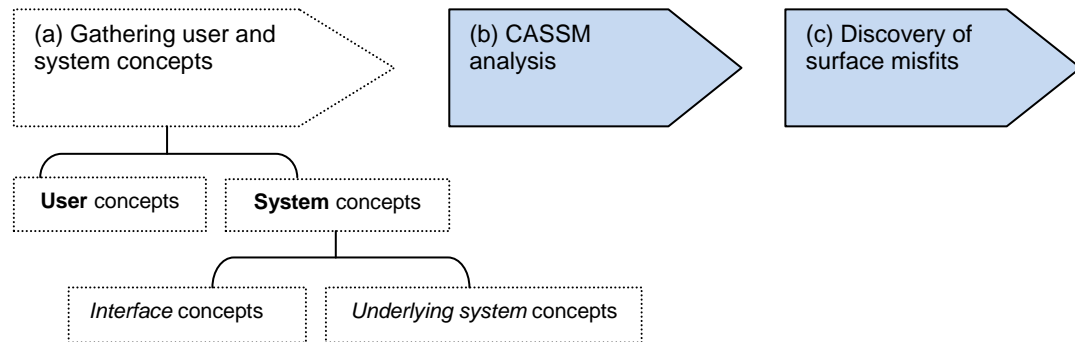 (a) Gathering user and
system concepts
(b) CASSM
analysis
(c) Discovery of
surface misfits
User concepts
System concepts
Interface concepts
Underlying system concepts